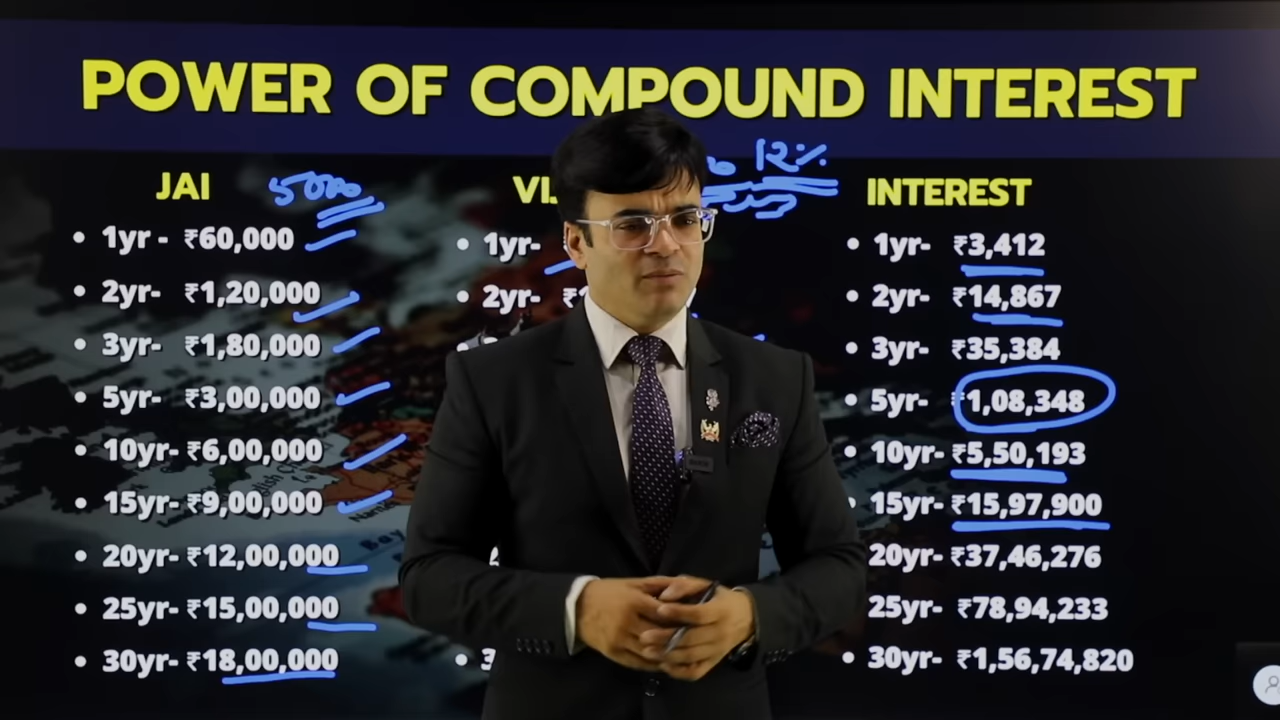 POWER OF COMPOUND INTEREST
JAI
5000
12%
INTEREST
• 1yr - ₹60,000
• 2yr- ₹1,20,000
• 3yr- ₹1,80,000
• 5yr- ₹3,00,000
• 10yr- ₹6,00,000
• 15yr- ₹9,00,000
• 20yr- ₹12,00,000
• 25yr- ₹15,00,000
• 30yr- ₹18,00,000
• 1yr-
• 2yr-
• 1yr- ₹3,412
• 2yr- ₹14,867
• 3yr- ₹35,384
• 5yr- ₹1,08,348
• 10yr- ₹5,50,193
• 15yr- ₹15,97,900
20yr- ₹37,46,276
25yr- ₹78,94,233
• 30yr- ₹1,56,74,820